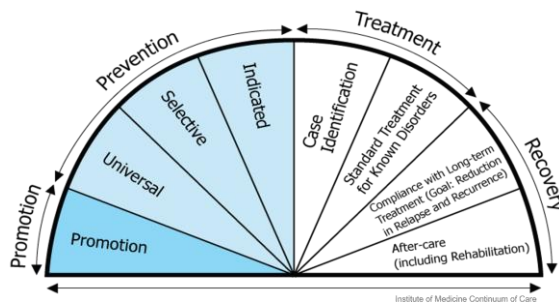 Prevention
Treatment
Promotion
Recovery
Promotion
Universal
Selective
Indicated
Case
Identification
Standard Treatment
for Known Disorders
Compliance with Long-term
Treatment (Goal: Reduction
in Relapse and Recurrence)
After-care
(including Rehabilitation)
Institute of Medicine Continuum of Care